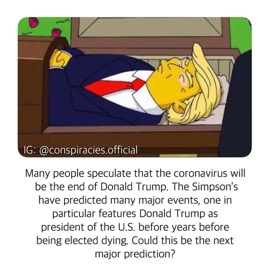 IG: @conspiracies.official
Many people speculate that the coronavirus will
be the end of Donald Trump. The Simpson's
have predicted many major events, one in
particular features Donald Trump as
president of the U.S. before years before
being elected dying. Could this be the next
major prediction?